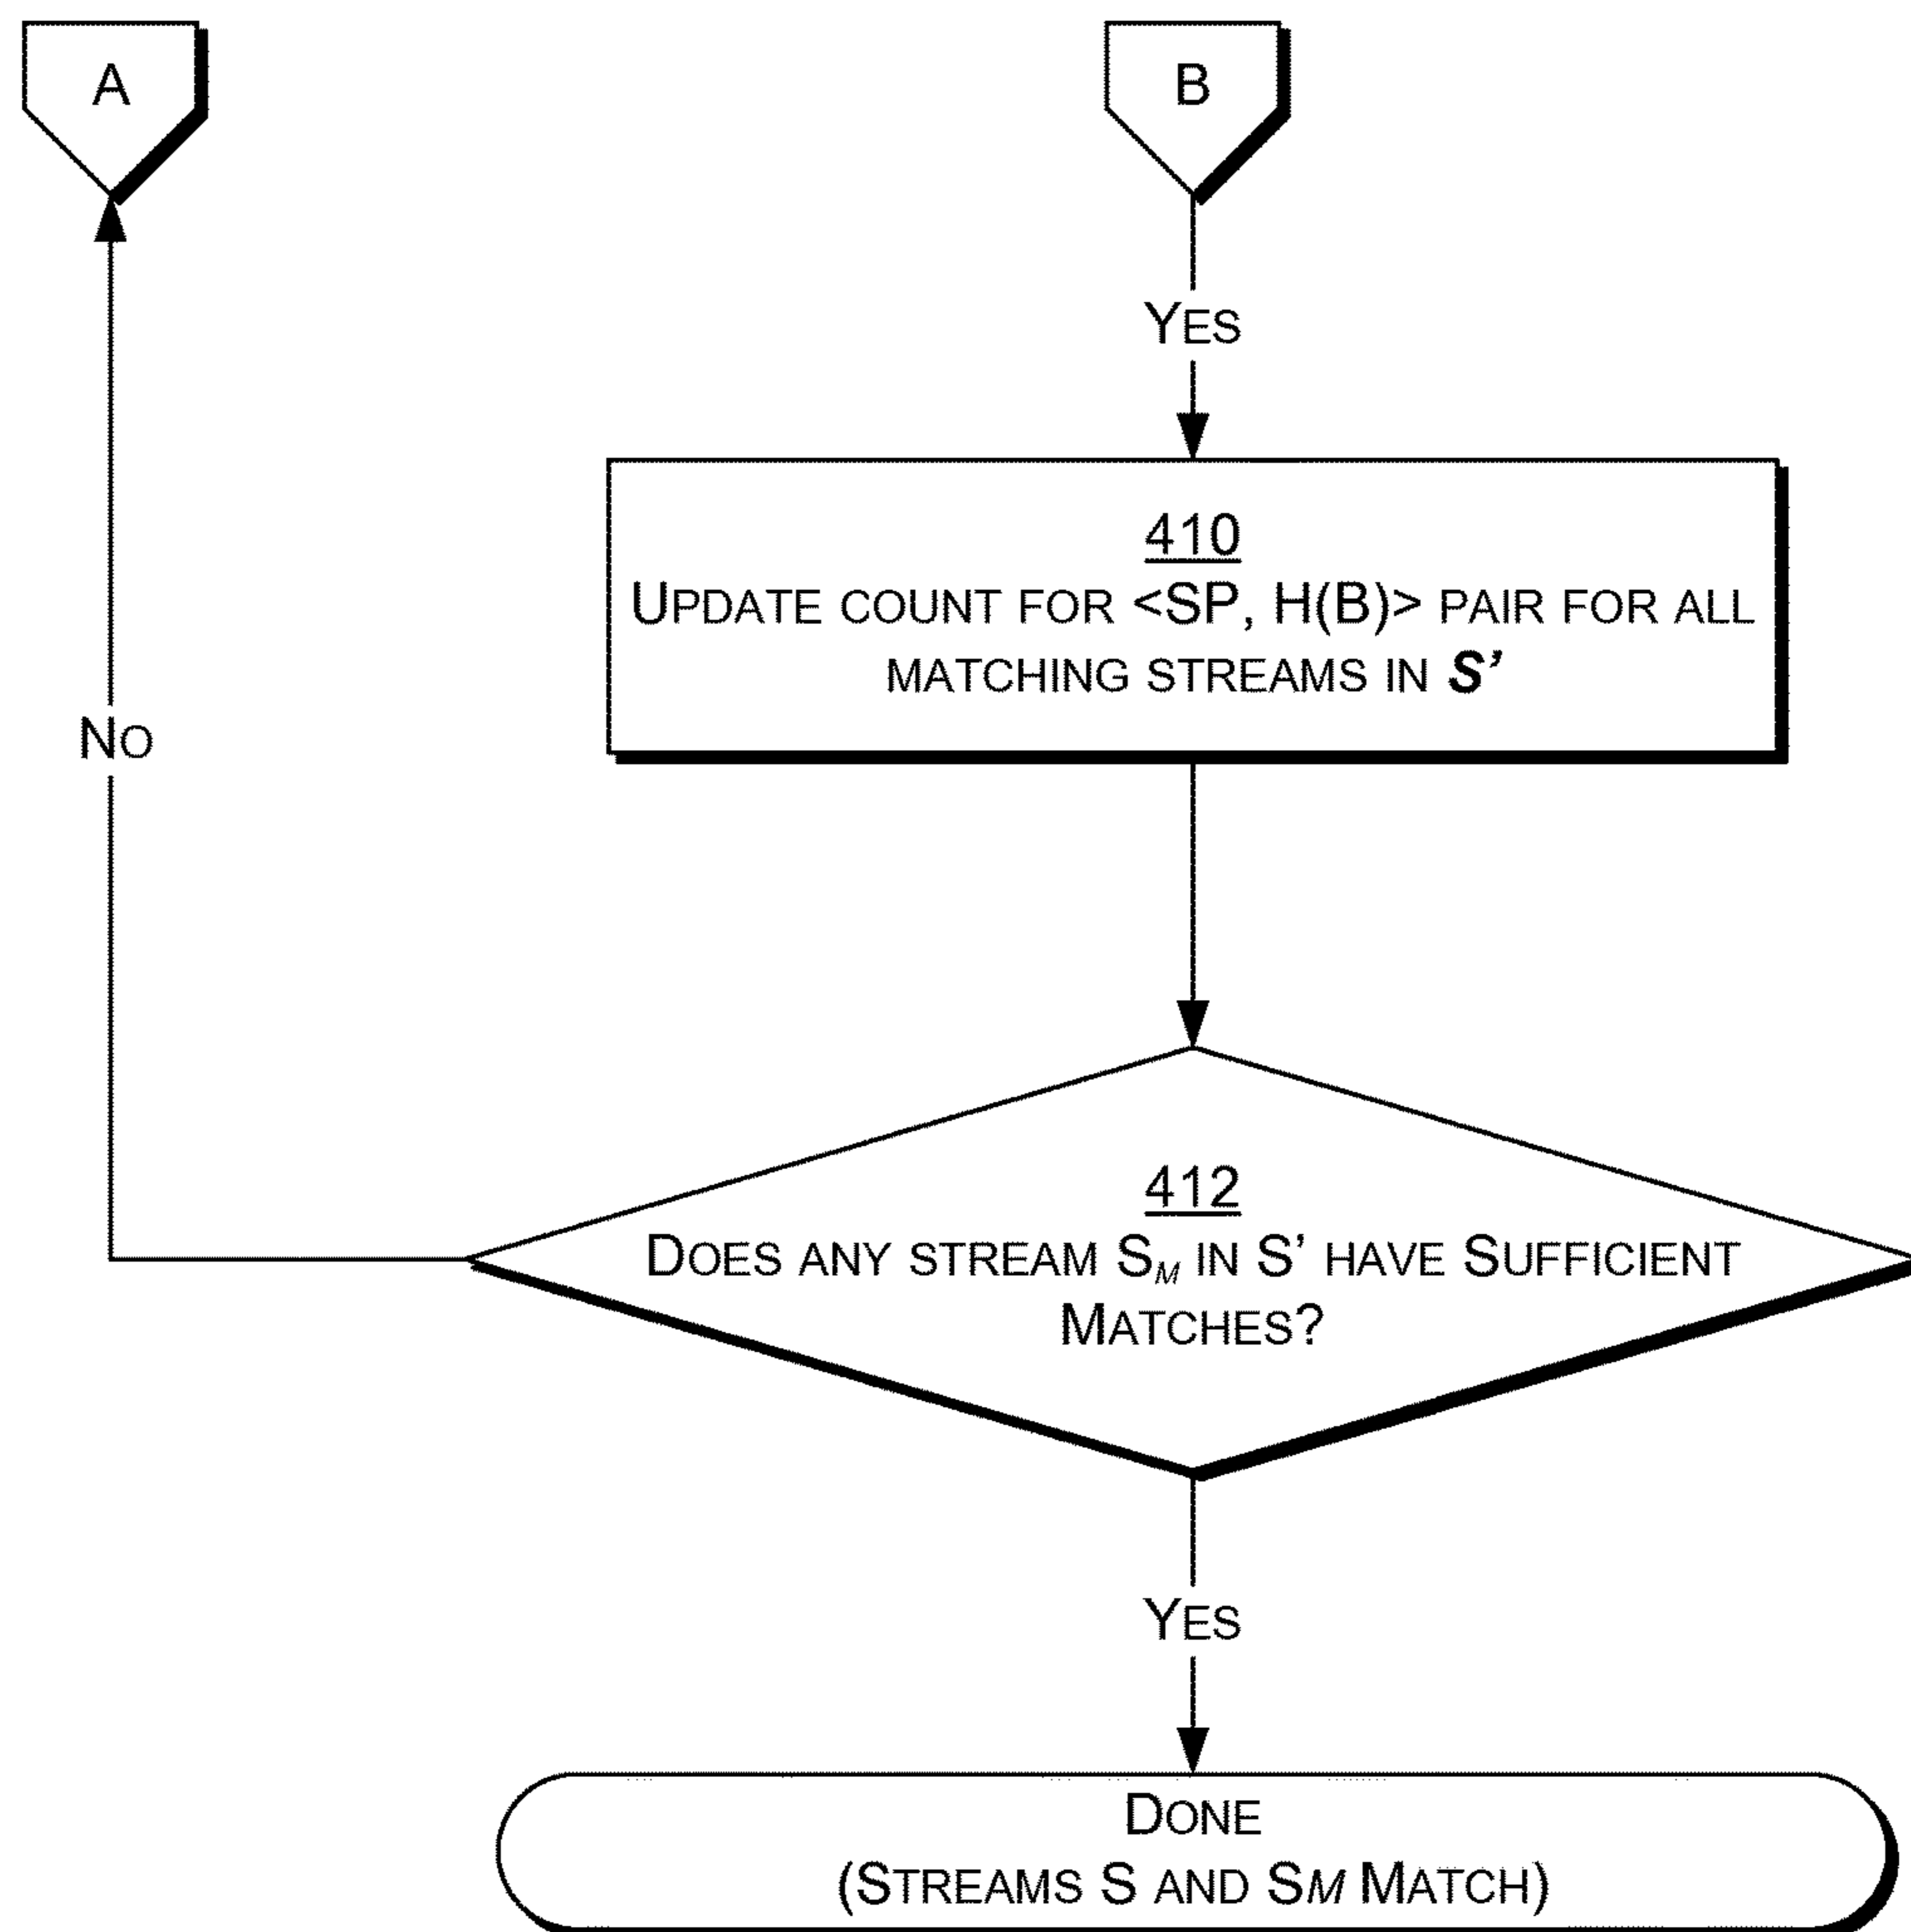 A
B
YES
410
UPDATE COUNT FOR <SP, H(B)> PAIR FOR ALL
MATCHING STREAMS IN S'
NO
412
DOES ANY STREAM SM IN S' HAVE SUFFICIENT
MATCHES?
YES
DONE
(STREAMS S AND SM MATCH)